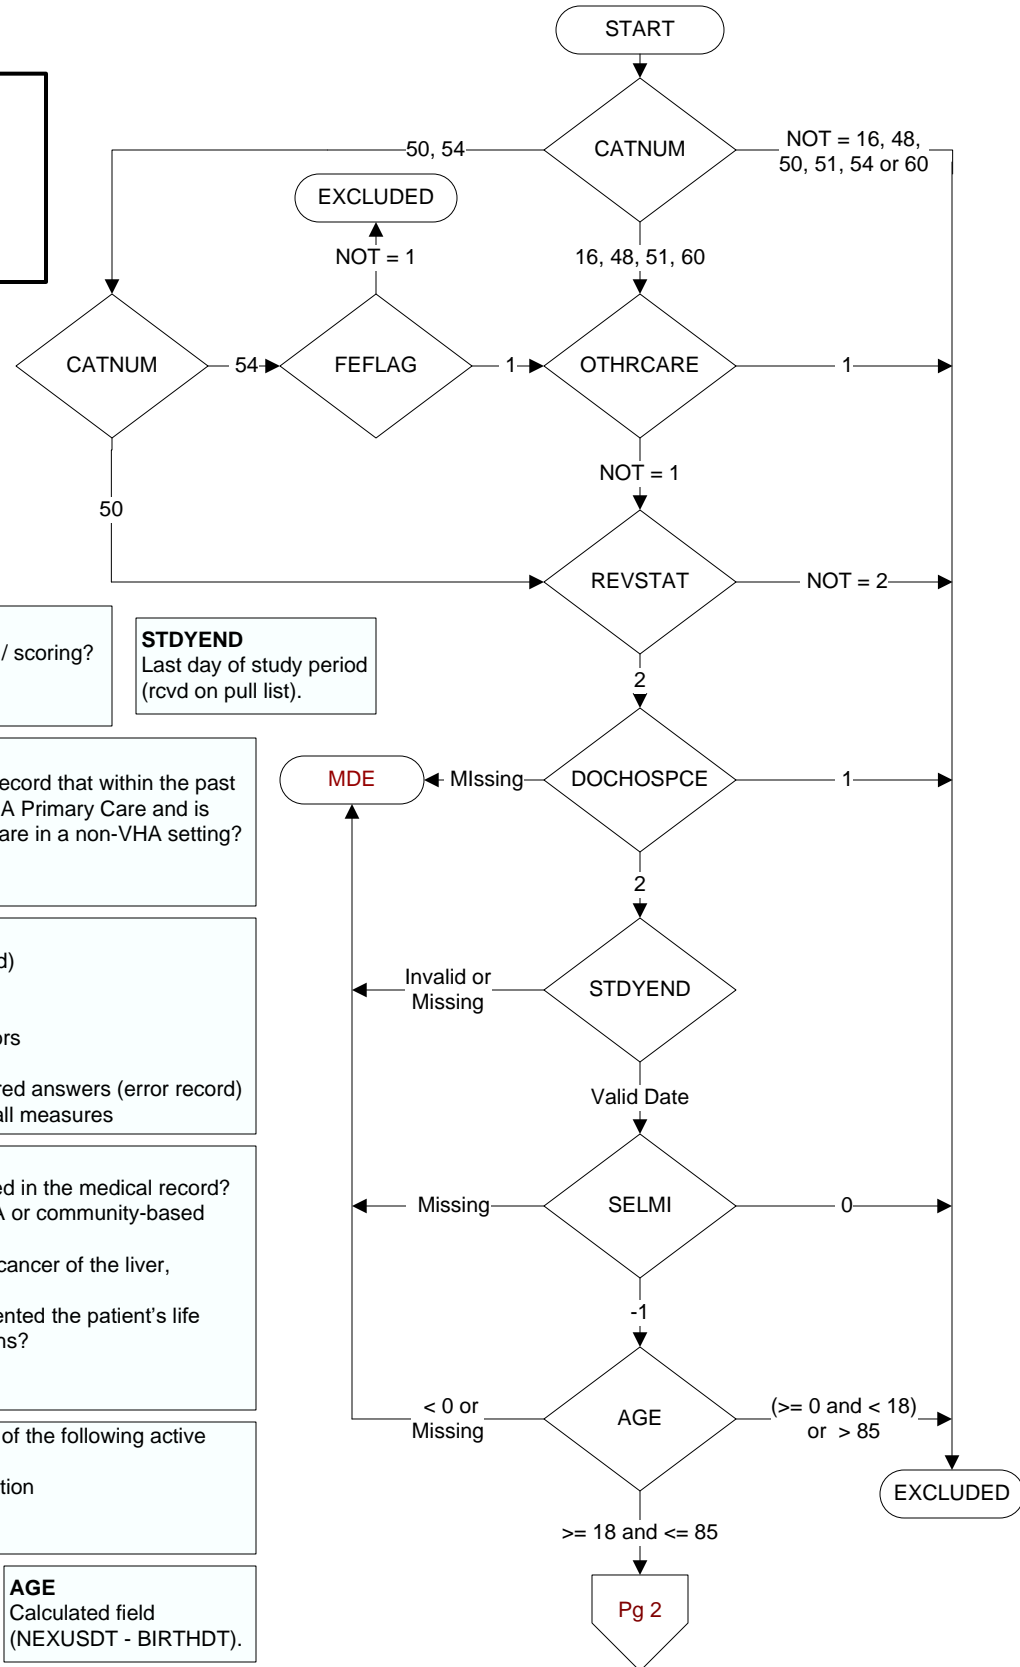 START
CATNUM
50, 54
NOT = 16, 48,
50, 51, 54 or 60
EXCLUDED
NOT = 1
16, 48, 51, 60
CATNUM
54
FEFLAG
1
OTHRCARE
1
NOT = 1
50
REVSTAT
NOT = 2
/ scoring?
STDYEND
Last day of study period
(rcvd on pull list).
2
ecord that within the past
A Primary Care and is
are in a non-VHA setting?
MDE
MIssing
DOCHOSPCE
1
2
d)
ors
red answers (error record)
all measures
Invalid or
Missing
STDYEND
Valid Date
ed in the medical record?
A or community-based
cancer of the liver,
ented the patient's life
ns?
Missing
SELMI
0
-1
< 0 or
Missing
AGE
(>= 0 and < 18)
or > 85
of the following active
tion
EXCLUDED
>= 18 and <= 85
AGE
Calculated field
(NEXUSDT - BIRTHDT).
Pg 2